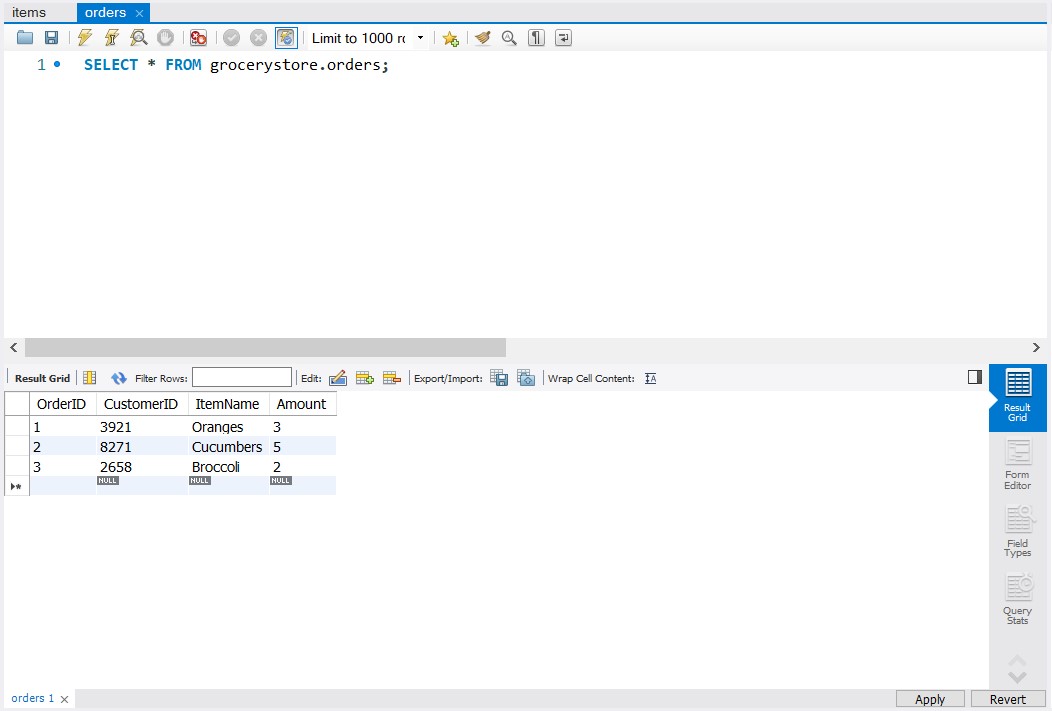 items orders ×
Limit to 1000 rc
1 SELECT * FROM grocerystore.orders;
Result Grid Filter Rows: Edit: Export/Import: Wrap Cell Content:
OrderID CustomerID ItemName Amount
1 3921 Oranges 3
2 8271 Cucumbers 5
3 2658 Broccoli 2
NULL NULL NULL
Result
Grid
Form
Editor
Field
Types
Query
Stats
orders 1 × Apply Revert